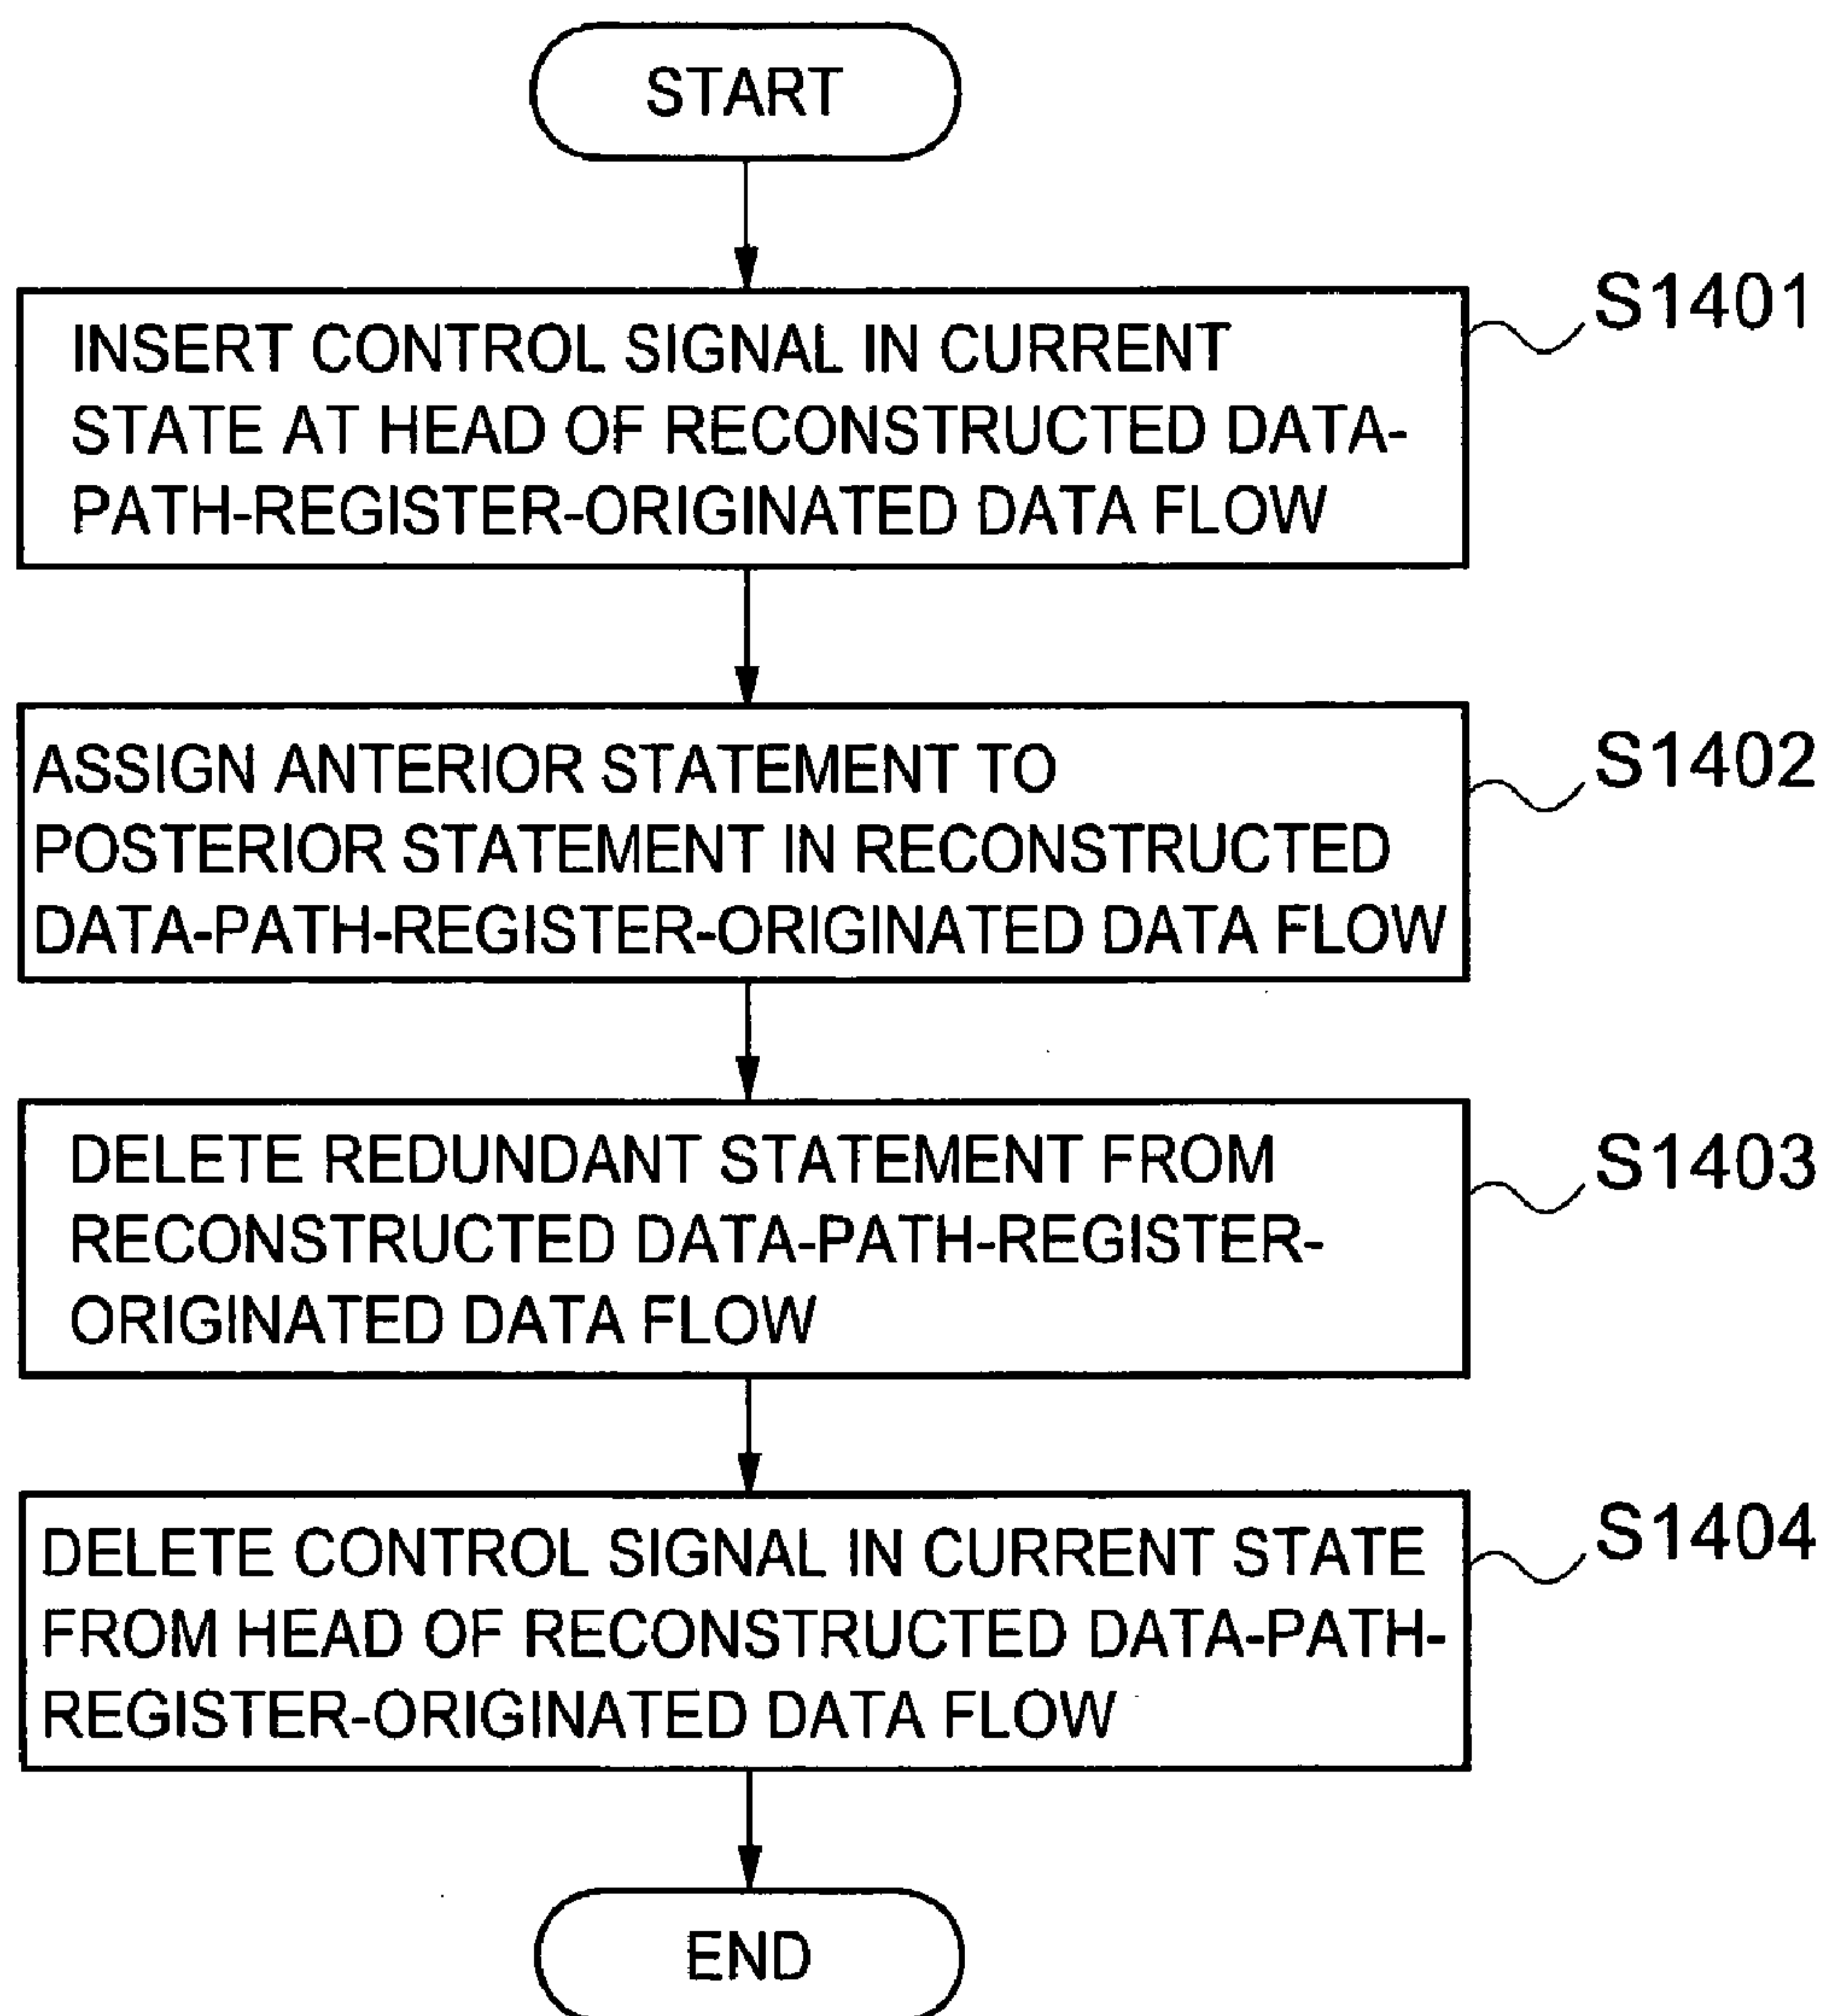 START
S1401
INSERT CONTROL SIGNAL IN CURRENT
STATE AT HEAD OF RECONSTRUCTED DATA-
PATH-REGISTER-ORIGINATED DATA FLOW
S1402
ASSIGN ANTERIOR STATEMENT TO
POSTERIOR STATEMENT IN RECONSTRUCTED
DATA-PATH-REGISTER-ORIGINATED DATA FLOW
S1403
DELETE REDUNDANT STATEMENT FROM
RECONSTRUCTED DATA-PATH-REGISTER-
ORIGINATED DATA FLOW
S1404
DELETE CONTROL SIGNAL IN CURRENT STATE
FROM HEAD OF RECONSTRUCTED DATA-PATH-
REGISTER-ORIGINATED DATA FLOW
END